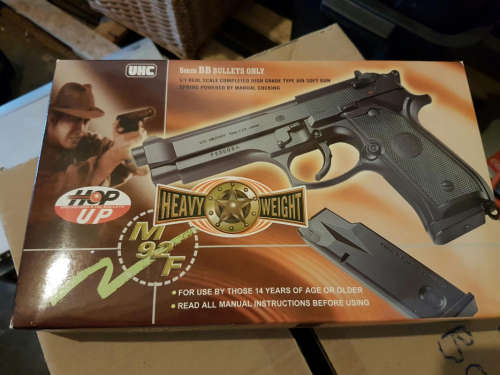 UHC
6mm BB BULLETS ONLY
1/1 REAL SCALE COMPLETED HIGH GRADE TYPE AIR SOFT GUN
SPRING POWERED BY MANUAL COCKING
HOP
UP
HEAVY WEIGHT
M
92
F
• FOR USE BY THOSE 14 YEARS OF AGE OR OLDER
• READ ALL MANUAL INSTRUCTIONS BEFORE USING